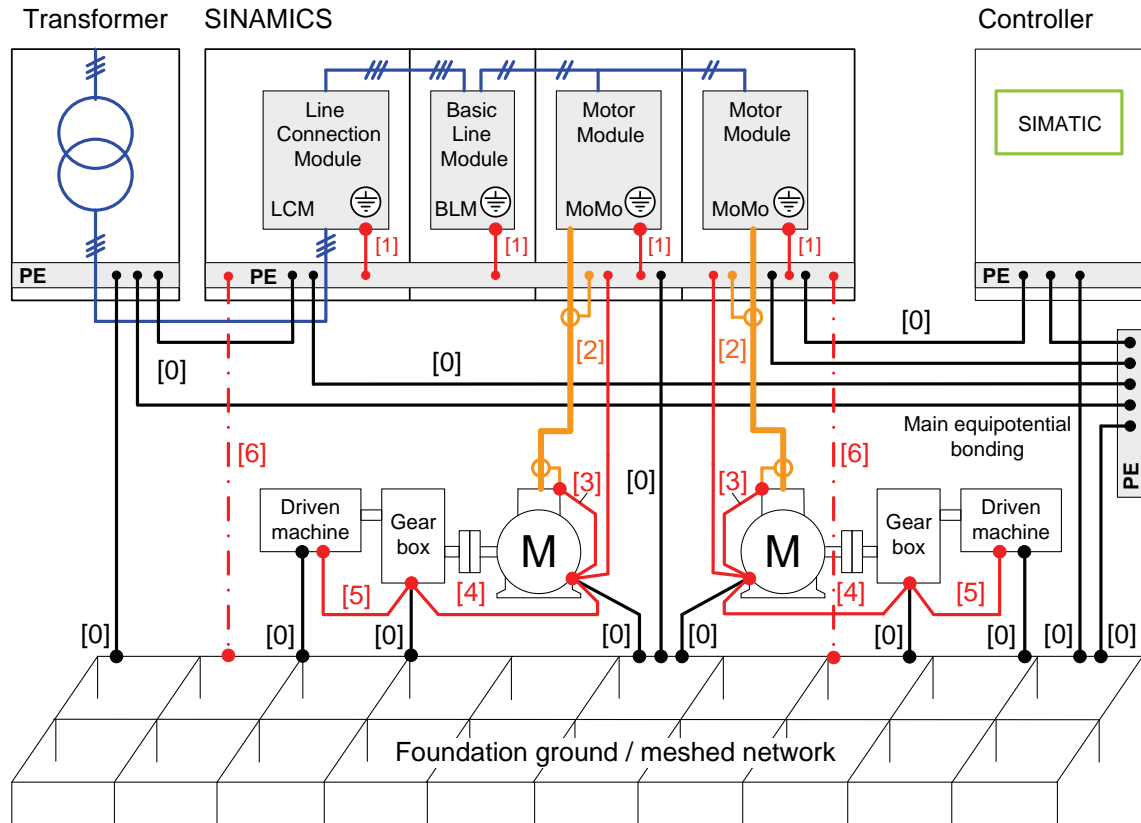 Transformer
SINAMICS
Controller
Line
Connection
Module
LCM
Basic
Line
Module
BLM
Motor
Module
MoMo
Motor
Module
MoMo
SIMATIC
[1]
[1]
[1]
[1]
PE
PE
[0]
[0]
[2]
[2]
[0]
[6]
[3]
[0]
[3]
[6]
Main equipotential
bonding
PE
Driven
machine
Gear
box
M
M
Gear
box
Driven
machine
[5]
[4]
[4]
[5]
[0]
[0]
[0]
[0]
[0]
[0]
[0]
[0]
[0]
Foundation ground / meshed network